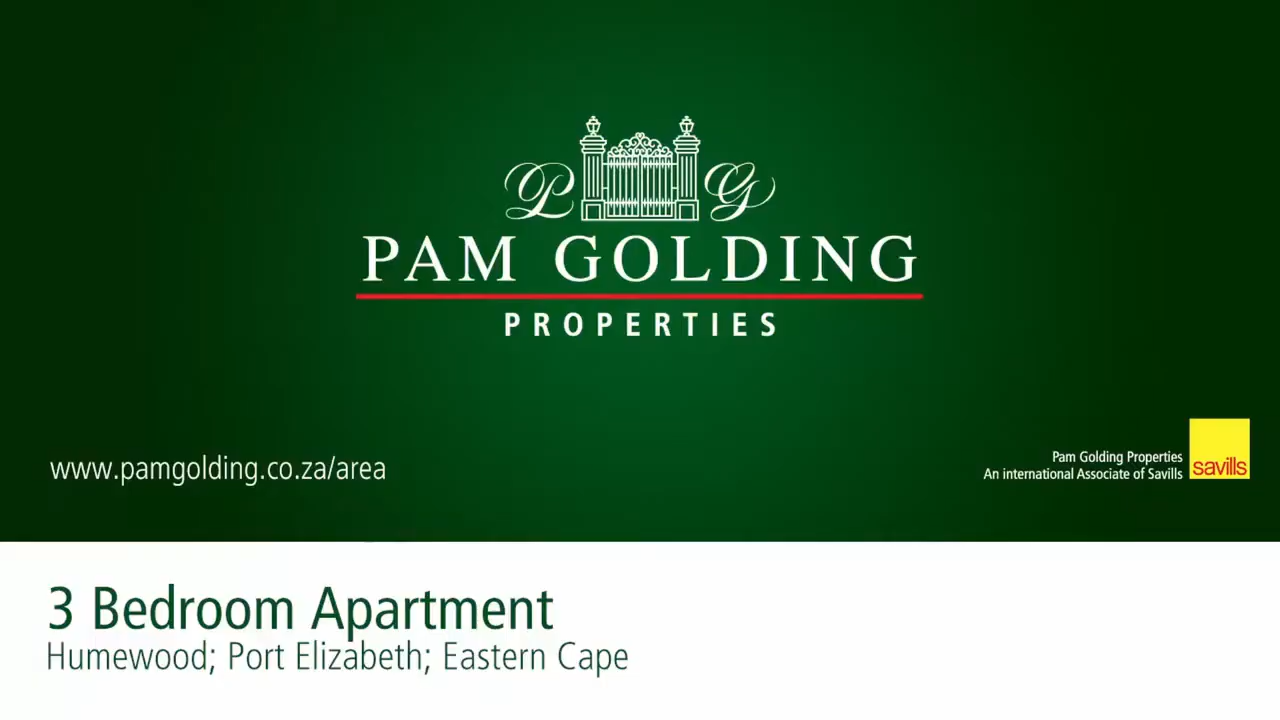 P G
PAM GOLDING
PROPERTIES
www.pamgolding.co.za/area
Pam Golding Properties
An international Associate of Savills
savills
3 Bedroom Apartment
Humewood; Port Elizabeth; Eastern Cape